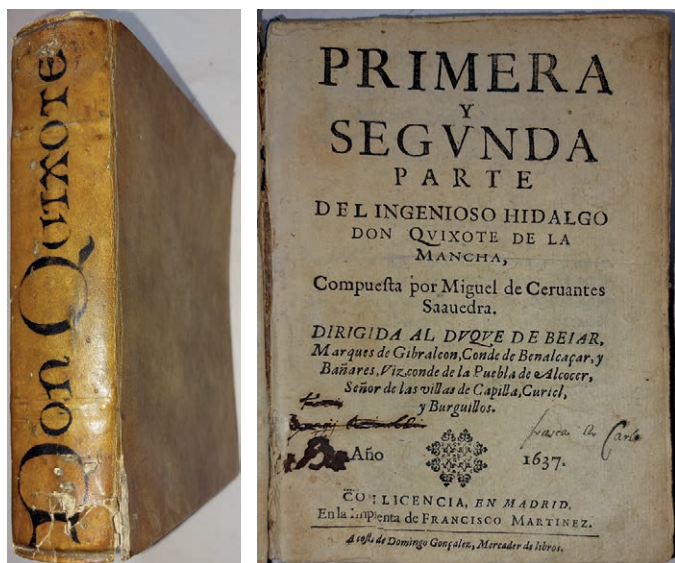 Don QUIXOTE
PRIMERA
Y
SEGVNDA
PARTE
DEL INGENIOSO HIDALGO
DON QVIXOTE DE LA
MANCHA,
Compueſta por Miguel de Ceruantes
Saauedra.
DIRIGIDA AL DVQVE DE BEIAR,
Marques de Gibraleon, Conde de Benalcaçar, y
Bañares, Vizconde de la Puebla de Alcocer,
Señor de las villas de Capilla, Curiel,
y Burguillos.
Año
1637.
CON LICENCIA, EN MADRID.
En la Imprenta de FRANCISCO MARTINEZ.
A coſta de Domingo Gonçalez, Mercader de libros.